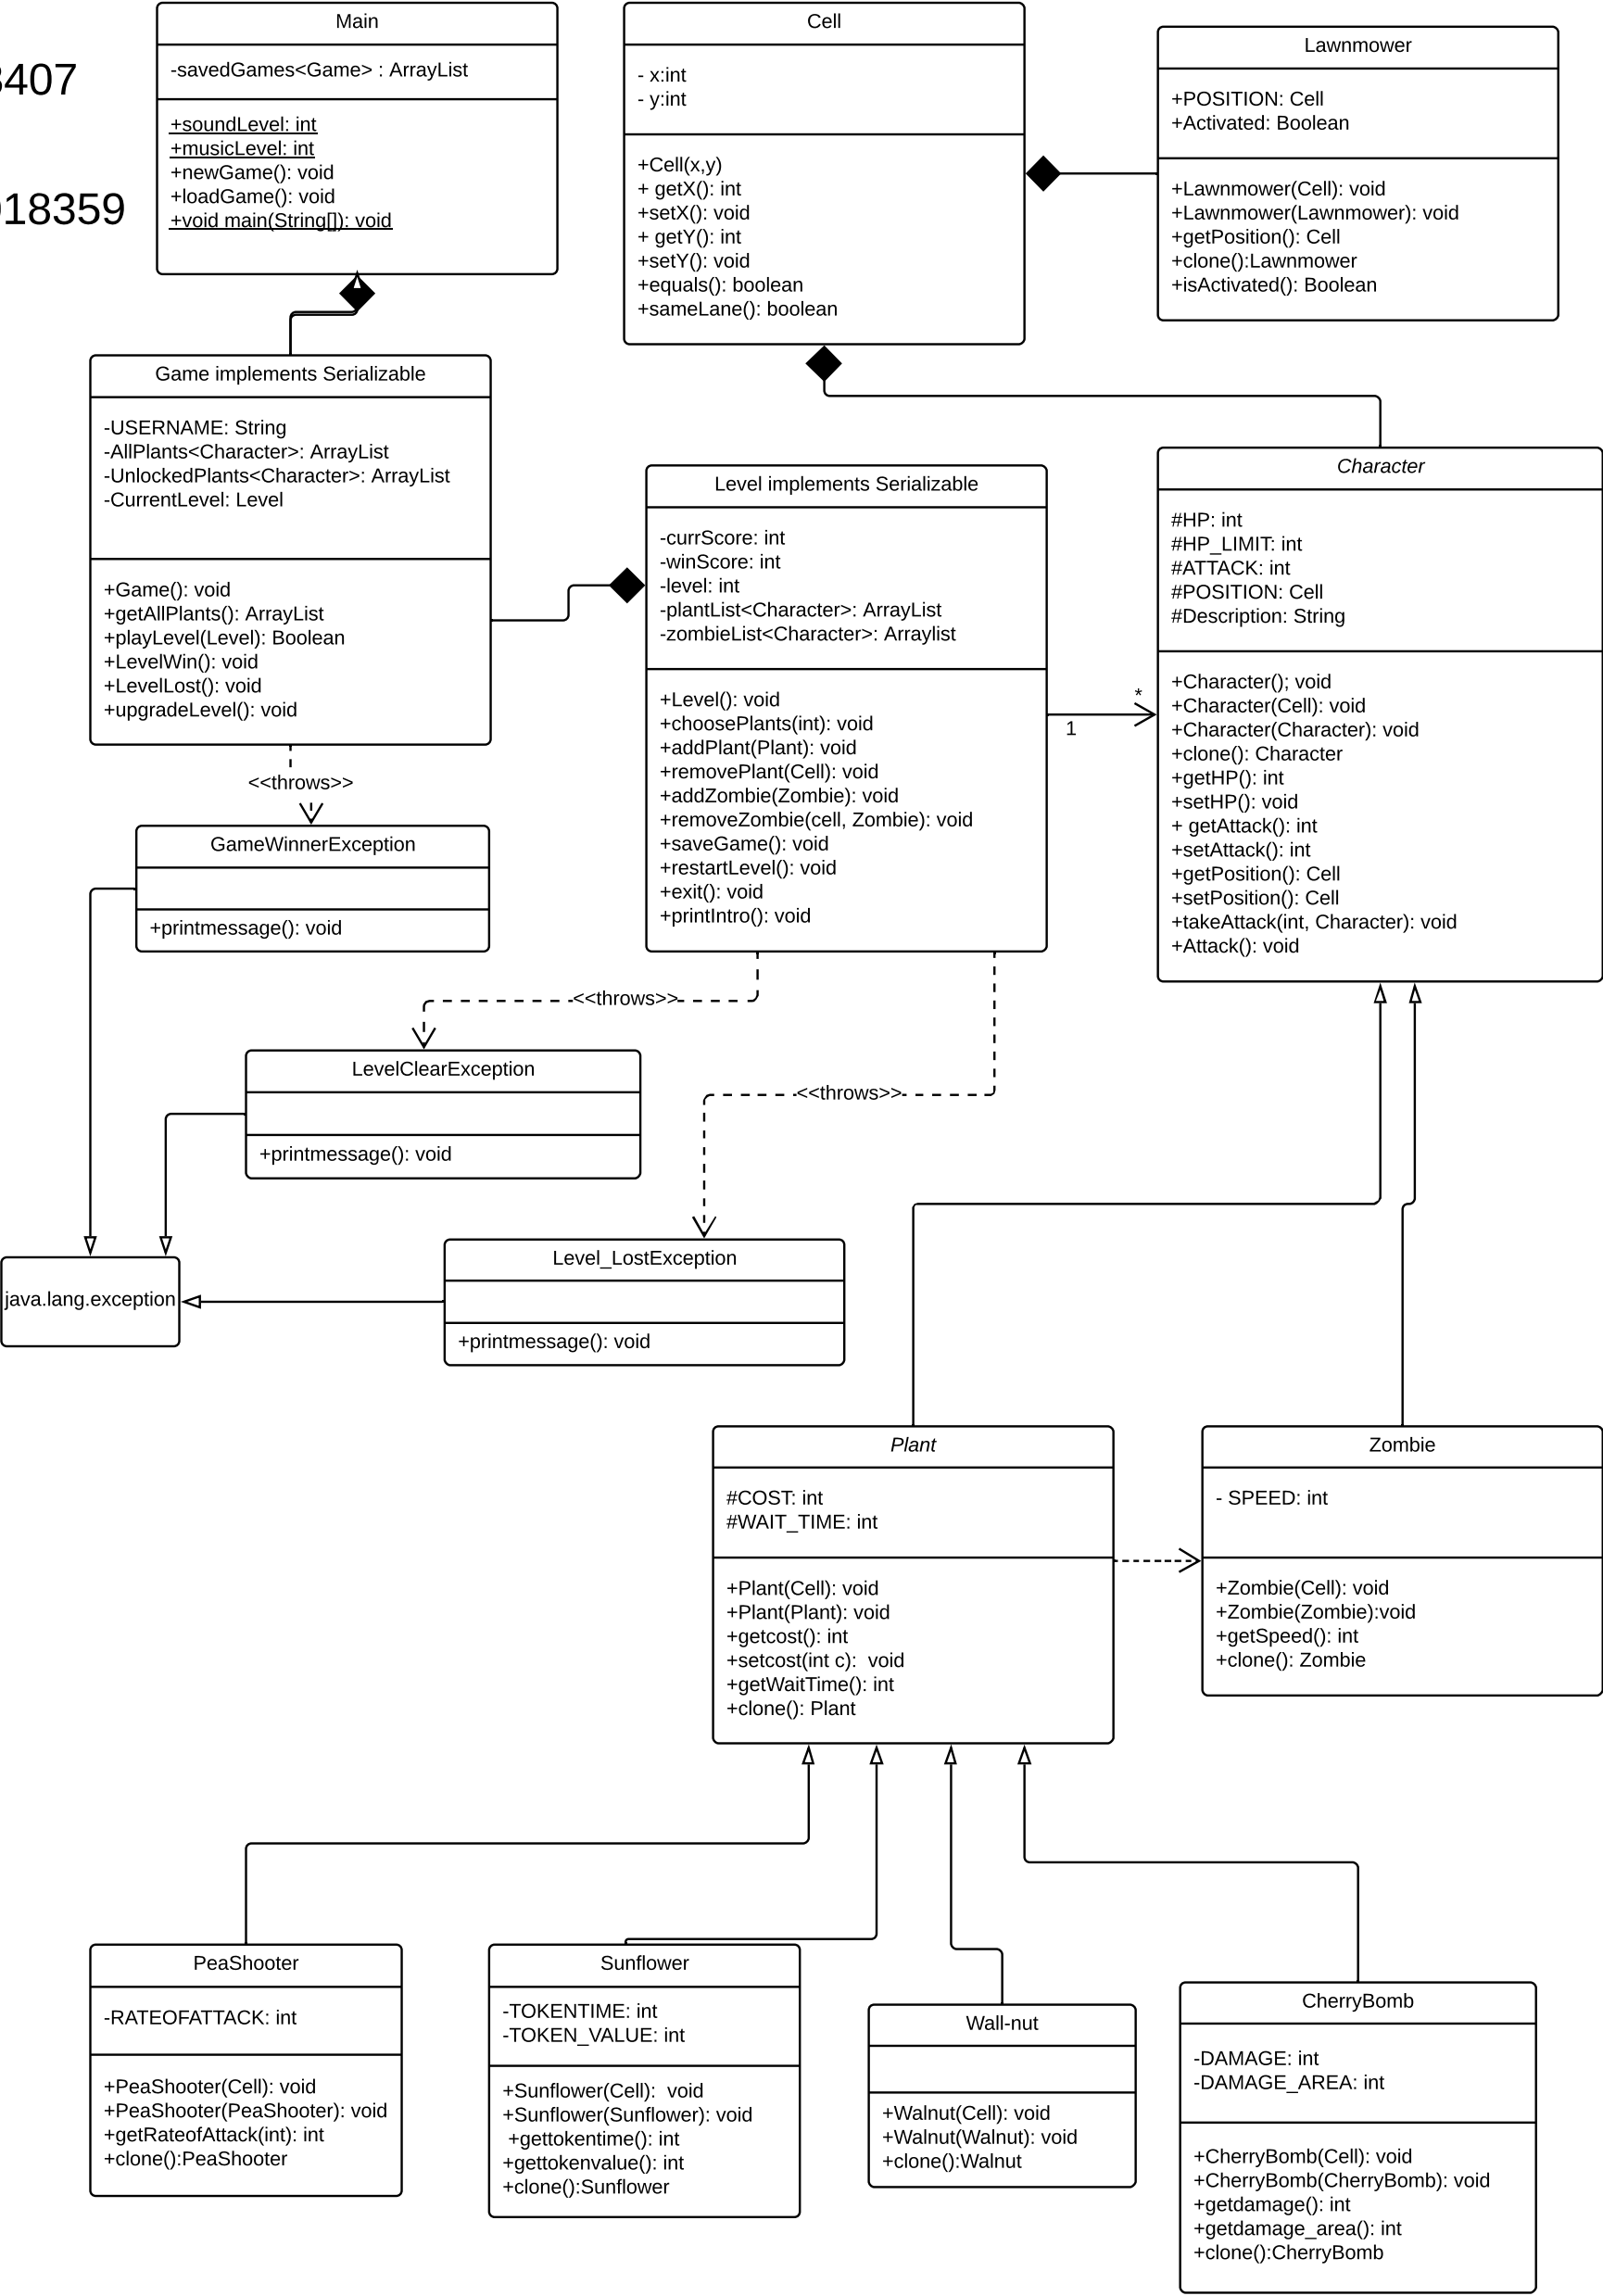 Main
-savedGames<Game> : ArrayList
+soundLevel: int
+musicLevel: int
+newGame(): void
+loadGame(): void
+void main(String[]): void
Cell
- x:int
- y:int
+Cell(x,y)
+ getX(): int
+setX(): void
+ getY(): int
+setY(): void
+equals(): boolean
+sameLane(): boolean
Lawnmower
+POSITION: Cell
+Activated: Boolean
+Lawnmower(Cell): void
+Lawnmower(Lawnmower): void
+getPosition(): Cell
+clone():Lawnmower
+isActivated(): Boolean
3407
018359
Game implements Serializable
-USERNAME: String
-AllPlants<Character>: ArrayList
-UnlockedPlants<Character>: ArrayList
-CurrentLevel: Level
+Game(): void
+getAllPlants(): ArrayList
+playLevel(Level): Boolean
+LevelWin(): void
+LevelLost(): void
+upgradeLevel(): void
Level implements Serializable
-currScore: int
-winScore: int
-level: int
-plantList<Character>: ArrayList
-zombieList<Character>: Arraylist
+Level(): void
+choosePlants(int): void
+addPlant(Plant): void
+removePlant(Cell): void
+addZombie(Zombie): void
+removeZombie(cell, Zombie): void
+saveGame(): void
+restartLevel(): void
+exit(): void
+printIntro(): void
*
1
Character
#HP: int
#HP_LIMIT: int
#ATTACK: int
#POSITION: Cell
#Description: String
+Character(); void
+Character(Cell): void
+Character(Character): void
+clone(): Character
+getHP(): int
+setHP(): void
+ getAttack(): int
+setAttack(): int
+getPosition(): Cell
+setPosition(): Cell
+takeAttack(int, Character): void
+Attack(): void
<<throws>>
GameWinnerException
+printmessage(): void
<<throws>>
LevelClearException
+printmessage(): void
<<throws>>
Level_LostException
+printmessage(): void
java.lang.exception
Plant
#COST: int
#WAIT_TIME: int
+Plant(Cell): void
+Plant(Plant): void
+getcost(): int
+setcost(int c):  void
+getWaitTime(): int
+clone(): Plant
Zombie
- SPEED: int
+Zombie(Cell): void
+Zombie(Zombie):void
+getSpeed(): int
+clone(): Zombie
PeaShooter
-RATEOFATTACK: int
+PeaShooter(Cell): void
+PeaShooter(PeaShooter): void
+getRateofAttack(int): int
+clone():PeaShooter
Sunflower
-TOKENTIME: int
-TOKEN_VALUE: int
+Sunflower(Cell):  void
+Sunflower(Sunflower): void
+gettokentime(): int
+gettokenvalue(): int
+clone():Sunflower
Wall-nut
+Walnut(Cell): void
+Walnut(Walnut): void
+clone():Walnut
CherryBomb
-DAMAGE: int
-DAMAGE_AREA: int
+CherryBomb(Cell): void
+CherryBomb(CherryBomb): void
+getdamage(): int
+getdamage_area(): int
+clone():CherryBomb